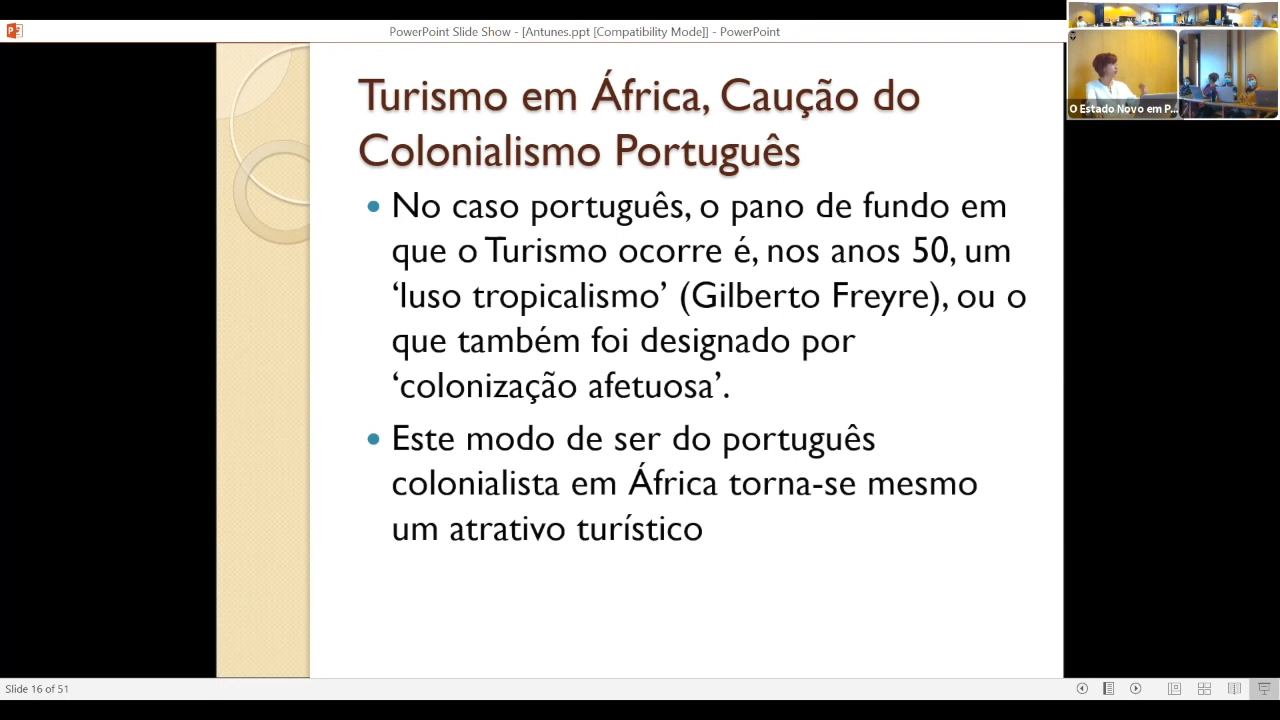 PowerPoint Slide Show - [Antunes.ppt [Compatibility Mode]] - PowerPoint
O Estado Novo em P...
Turismo em África, Caução do
Colonialismo Português
No caso português, o pano de fundo em
que o Turismo ocorre é, nos anos 50, um
‘luso tropicalismo’ (Gilberto Freyre), ou o
que também foi designado por
‘colonização afetuosa’.
Este modo de ser do português
colonialista em África torna-se mesmo
um atrativo turístico
Slide 16 of 51